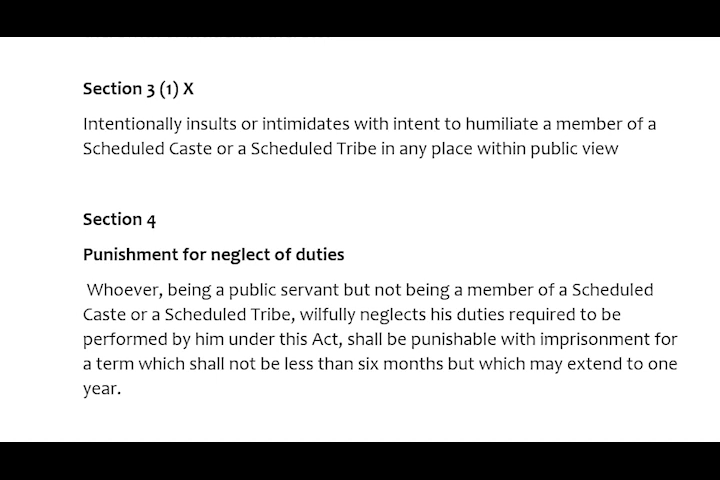 Section 3 (1) X
Intentionally insults or intimidates with intent to humiliate a member of a
Scheduled Caste or a Scheduled Tribe in any place within public view
Section 4
Punishment for neglect of duties
Whoever, being a public servant but not being a member of a Scheduled
Caste or a Scheduled Tribe, wilfully neglects his duties required to be
performed by him under this Act, shall be punishable with imprisonment for
a term which shall not be less than six months but which may extend to one
year.